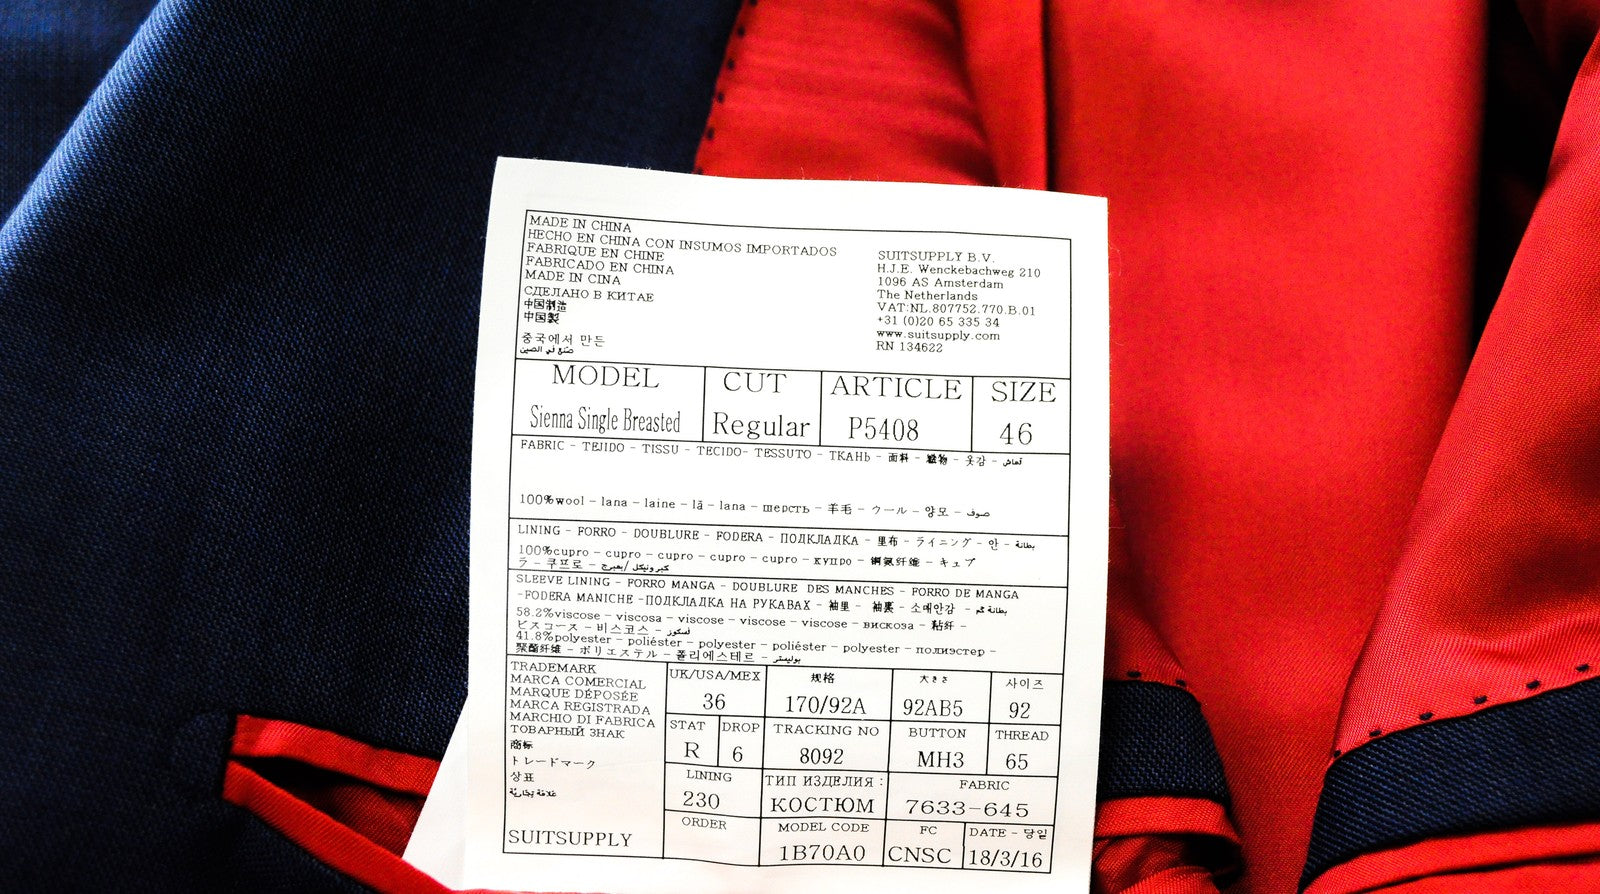 MADE IN CHINA
HECHO EN CHINA CON INSUMOS IMPORTADOS
FABRIQUE EN CHINE
FABRICADO EN CHINA
MADE IN CINA
СДЕЛАНО В КИТАЕ
中国制造
中国製
중국에서 만든
صنع في الصين
SUITSUPPLY B.V.
H.J.E. Wenckebachweg 210
1096 AS Amsterdam
The Netherlands
VAT:NL.807752.770.B.01
+31 (0)20 65 335 34
www.suitsupply.com
RN 134622
MODEL CUT ARTICLE SIZE
Sienna Single Breasted Regular P5408 46
FABRIC - TEJIDO - TISSU - TECIDO- TESSUTO - ТКАНЬ - 面料 - 織物 - 옷감 - قماش
100%wool - lana - laine - lã - lana - шерсть - 羊毛 - ウール - 양모 - صوف
LINING - FORRO - DOUBLURE - FODERA - ПОДКЛАДКА - 里布 - ライニング - 안 - بطانة
100%cupro - cupro - cupro - cupro - cupro - купро - 铜氨纤维 - キュプ
ラ - 쿠프로 -
SLEEVE LINING - FORRO MANGA - DOUBLURE DES MANCHES - FORRO DE MANGA
-FODERA MANICHE -ПОДКЛАДКА НА РУКАВАХ - 袖里 - 袖裏 - 소매안감 -
58.2%viscose - viscosa - viscose - viscose - viscose - вискоза - 粘纤 -
ビスコース - 비스코스 -
41.8%polyester - poliéster - polyester - poliéster - polyester - полиэстер -
聚酯纤维 - ポリエステル - 폴리에스테르 - بوليستر
TRADEMARK
MARCA COMERCIAL
MARQUE DÉPOSÉE
MARCA REGISTRADA
MARCHIO DI FABRICA
ТОВАРНЫЙ ЗНАК
商标
トレードマーク
상표
علامة تجارية
SUITSUPPLY
UK/USA/MEX 规格 大きさ 사이즈
36 170/92A 92AB5 92
STAT DROP TRACKING NO BUTTON THREAD
R 6 8092 MH3 65
LINING ТИП ИЗДЕЛИЯ : FABRIC
230 КОСТЮМ 7633-645
ORDER MODEL CODE FC DATE - 당일
1B70A0 CNSC 18/3/16